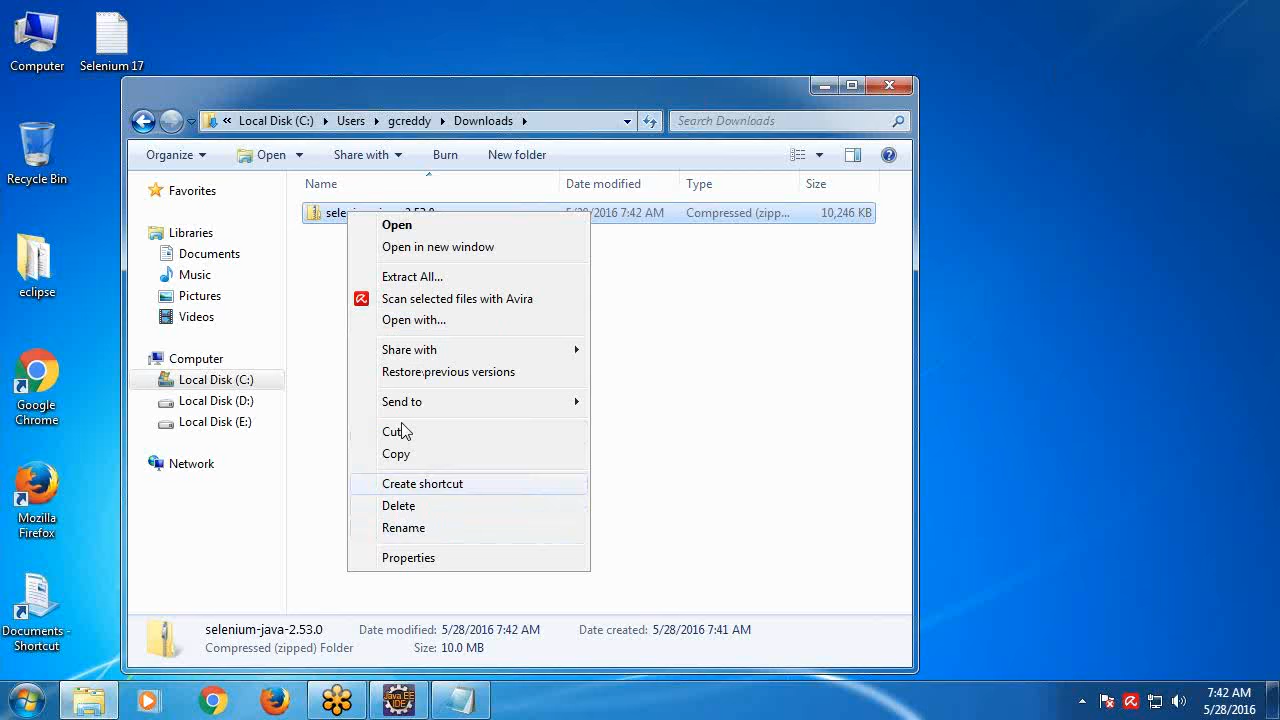 Computer
Selenium 17
Recycle Bin
eclipse
Google
Chrome
Mozilla
Firefox
Documents -
Shortcut
« Local Disk (C:) Users gcreddy Downloads
Search Downloads
Organize Open Share with Burn New folder
Name Date modified Type Size
7:42 AM Compressed (zipp... 10,246 KB
Favorites
Libraries
Documents
Music
Pictures
Videos
Computer
Local Disk (C:)
Local Disk (D:)
Local Disk (E:)
Network
Open
Open in new window
Extract All...
Scan selected files with Avira
Open with...
Share with
Restore previous versions
Send to
Cut
Copy
Create shortcut
Delete
Rename
Properties
selenium-java-2.53.0 Date modified: 5/28/2016 7:42 AM Date created: 5/28/2016 7:41 AM
Compressed (zipped) Folder Size: 10.0 MB
Java EE
IDE
7:42 AM
5/28/2016